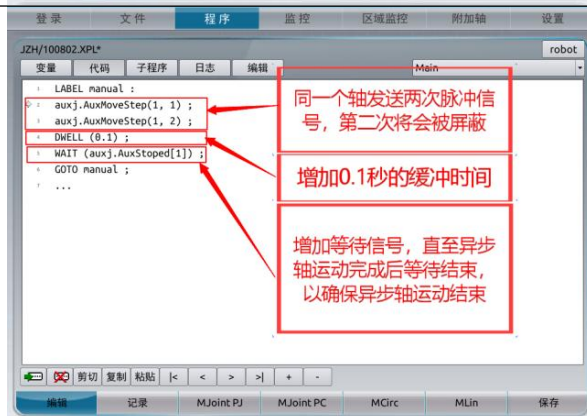 登录 文件 程序 监控 区域监控 附加轴 设置
JZH/100802.XPL* robot
变量 代码 子程序 日志 编辑 Main
1 LABEL manual :
2 auxj.AuxMoveStep(1, 1) ;
3 auxj.AuxMoveStep(1, 2) ;
4 DWELL (0.1) ;
5 WAIT (auxj.AuxStoped[1]) ;
6 GOTO manual ;
7 ...
同一个轴发送两次脉冲信
号，第二次将会被屏蔽
增加0.1秒的缓冲时间
增加等待信号，直至异步
轴运动完成后等待结束，
以确保异步轴运动结束
剪切 复制 粘贴 |< < > >| + -
编辑 记录 MJoint PJ MJoint PC MCirc MLin 保存